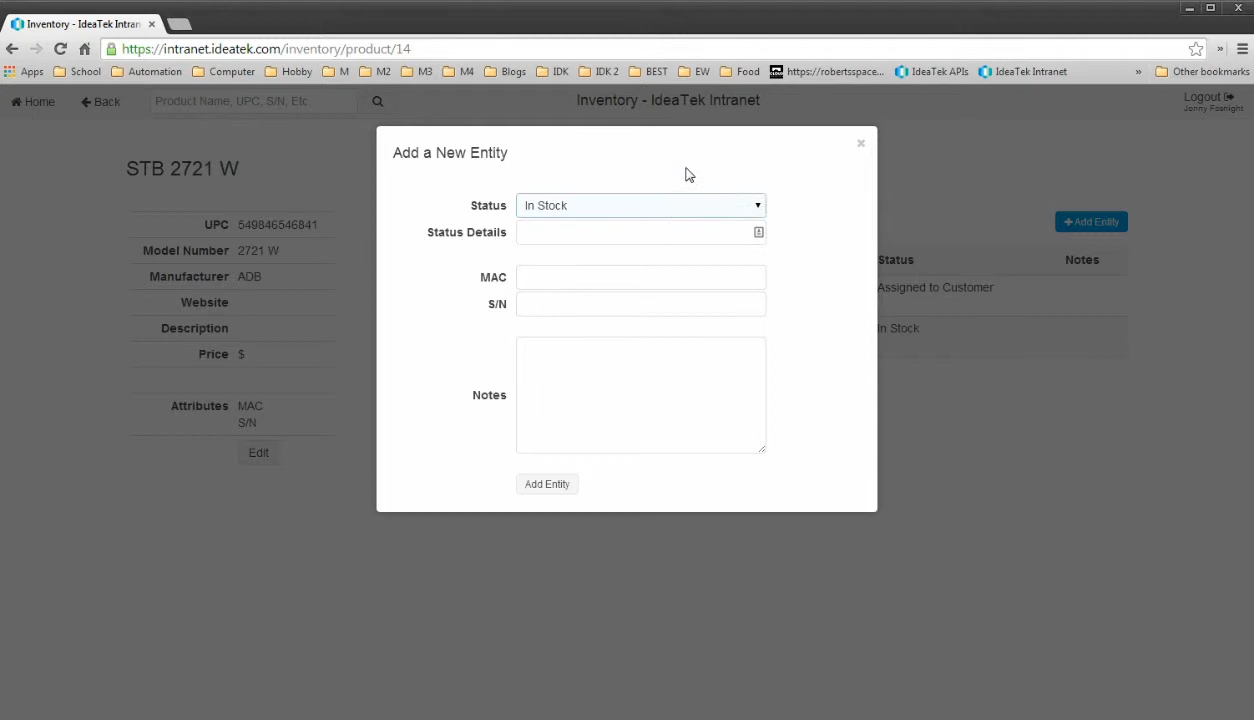 Inventory - IdeaTek Intran
https://intranet.ideatek.com/inventory/product/14
Apps School Automation Computer Hobby M M2 M3 M4 Blogs IDK IDK 2 BEST EW Food https://robertsspace... IdeaTek APIs IdeaTek Intranet » Other bookmarks
Home Back Product Name, UPC, S/N, Etc. Inventory - IdeaTek Intranet Logout
Jenny Fosnight
Add a New Entity
STB 2721 W
Status In Stock
Status Details
MAC
S/N
Notes
Add Entity
UPC 549846546841
Model Number 2721 W
Manufacturer ADB
Website
Description
Price $
Attributes MAC
S/N
Edit
+ Add Entity
Status Notes
Assigned to Customer
In Stock